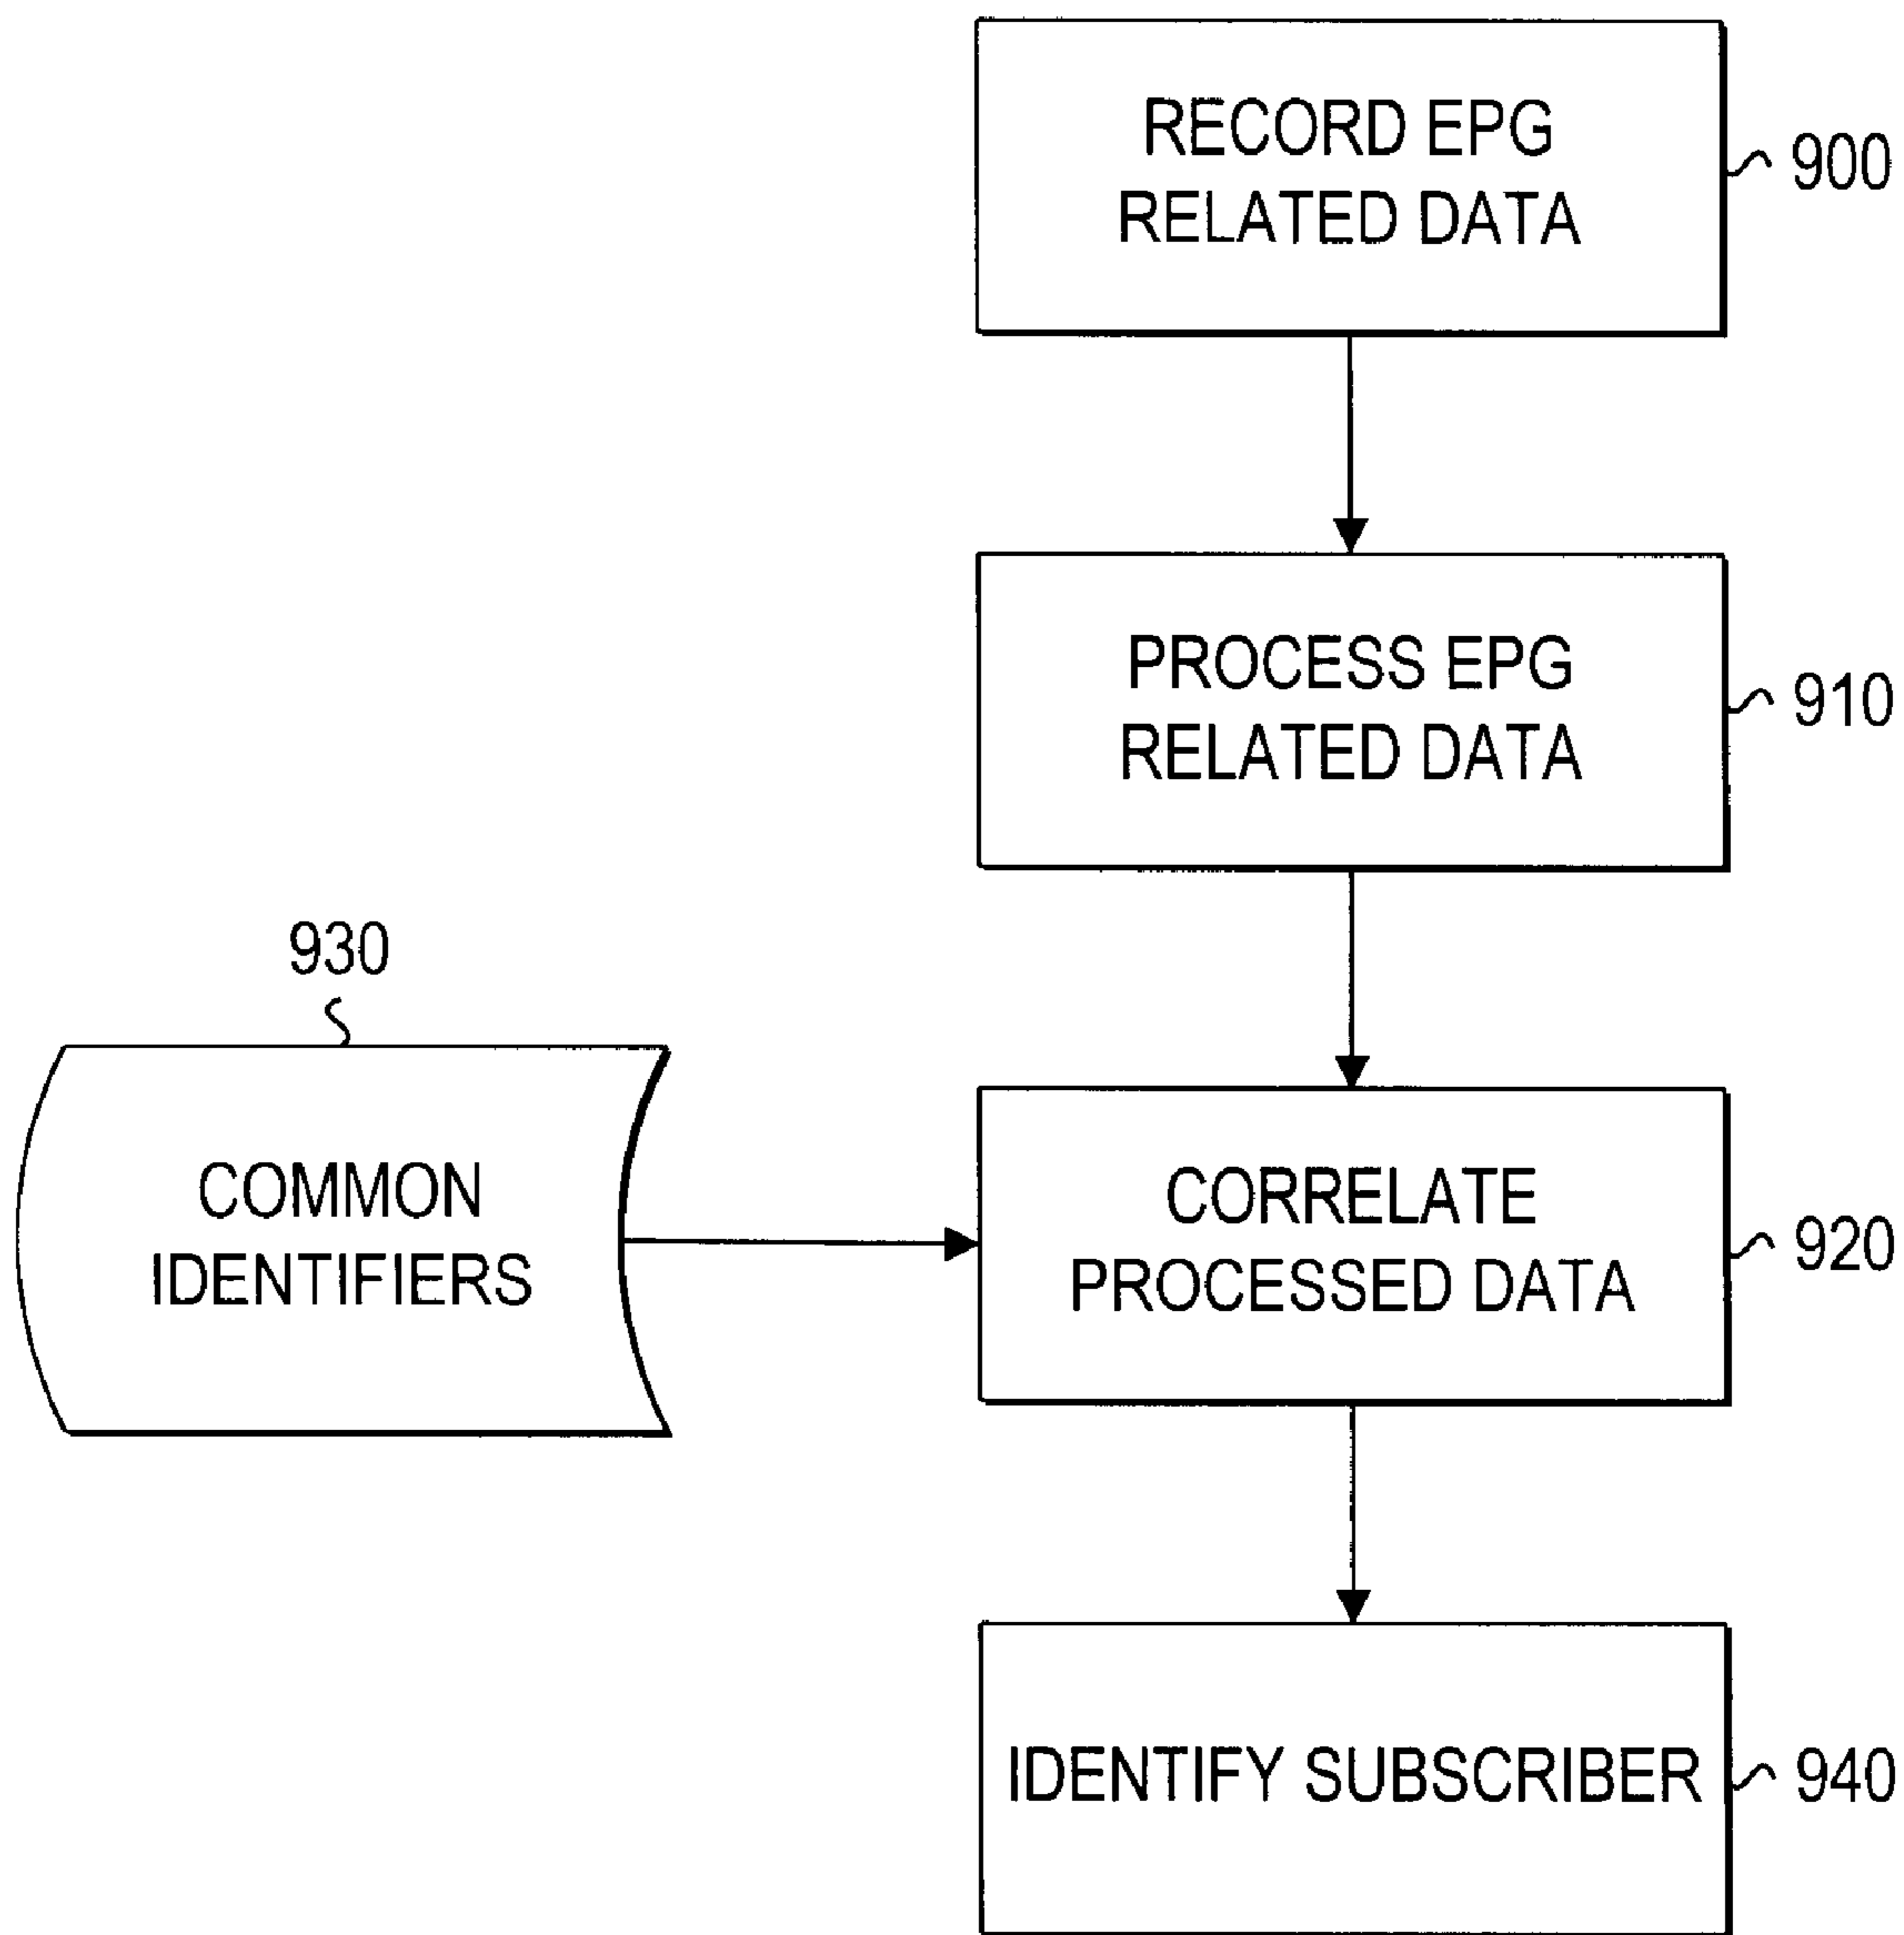 RECORD EPG
RELATED DATA
900
PROCESS EPG
RELATED DATA
910
930
COMMON
IDENTIFIERS
CORRELATE
PROCESSED DATA
920
IDENTIFY SUBSCRIBER
940